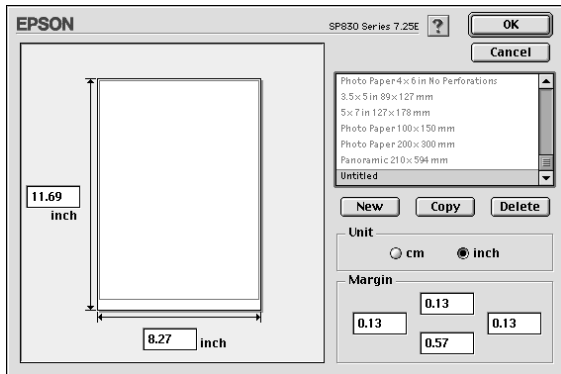 EPSON
SP830 Series 7.25E
?
OK
Cancel
Photo Paper 4×6 in No Perforations
3.5×5 in 89×127 mm
5×7 in 127×178 mm
Photo Paper 100×150 mm
Photo Paper 200×300 mm
Panoramic 210×594 mm
Untitled
11.69
inch
8.27 inch
New Copy Delete
Unit
cm inch
Margin
0.13
0.13 0.13
0.57